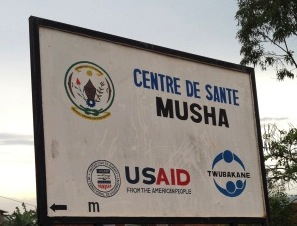 CENTRE DE SANTE
MUSHA
USAID
FROM THE AMERICAN PEOPLE
TWUBAKANE
m